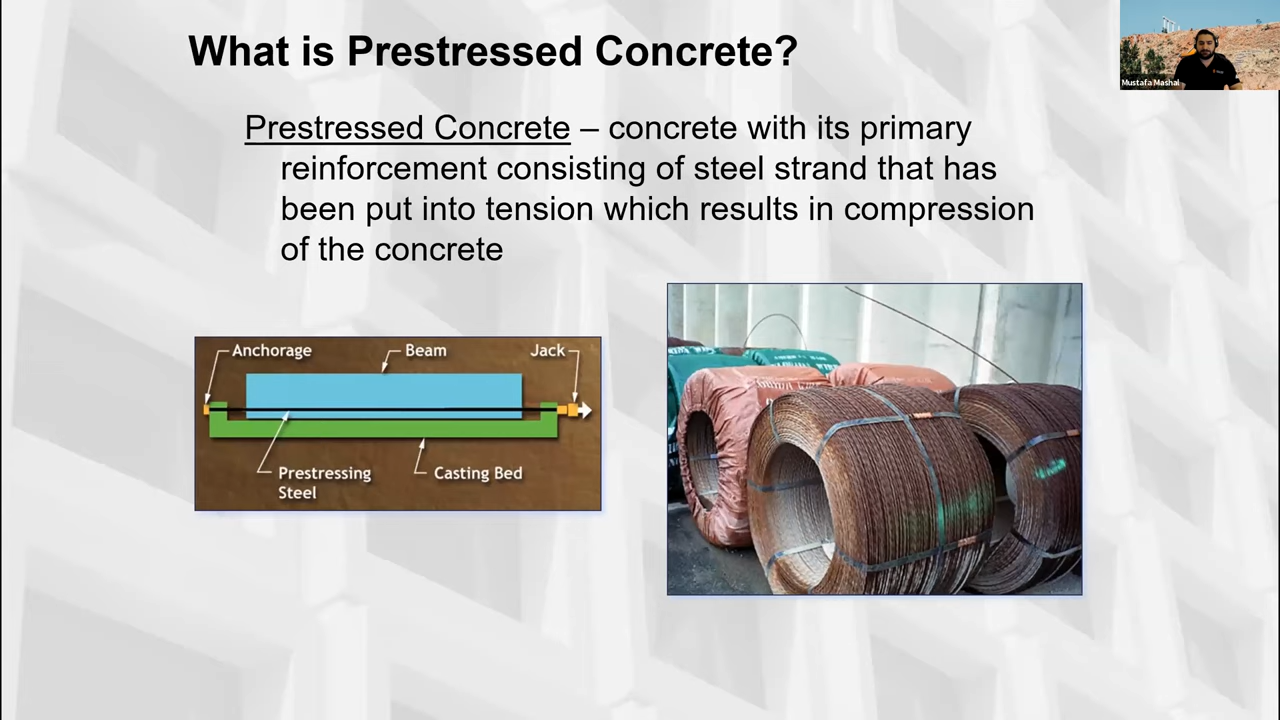 What is Prestressed Concrete?
Mustafa Mashal
Prestressed Concrete – concrete with its primary
reinforcement consisting of steel strand that has
been put into tension which results in compression
of the concrete
Anchorage
Beam
Jack
Prestressing
Steel
Casting Bed